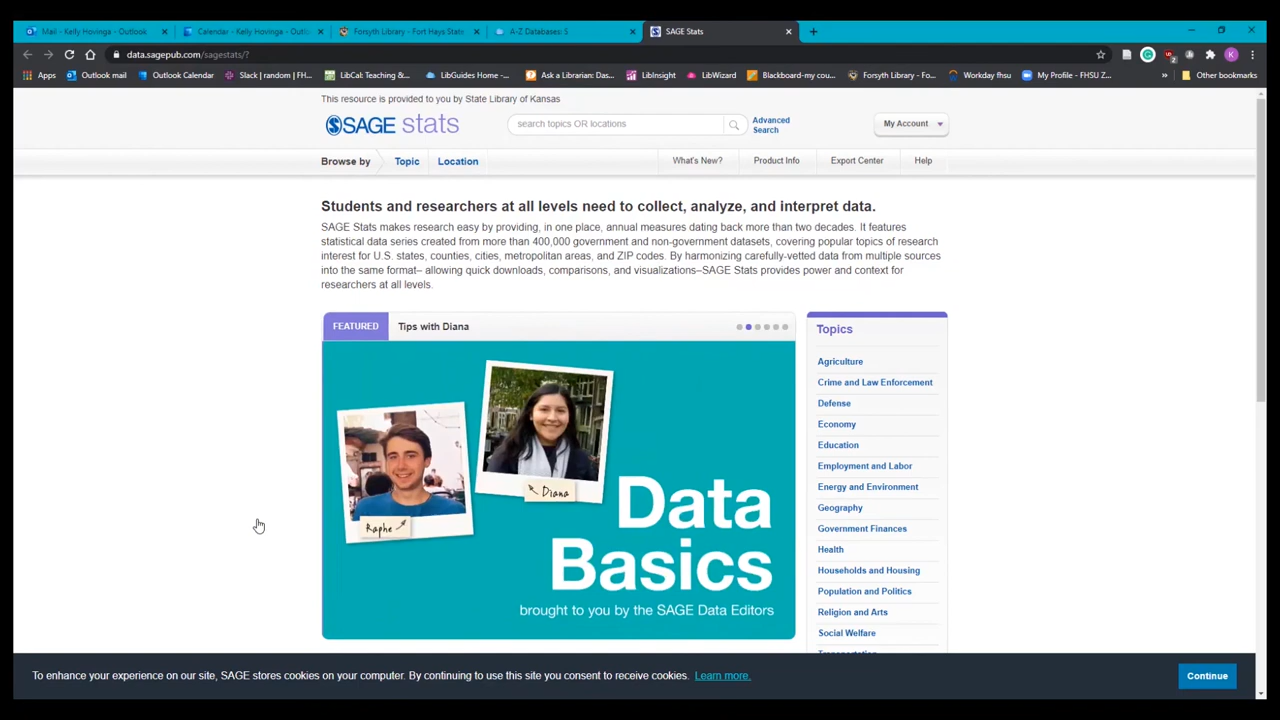 Mail - Kelly Hovinga - Outlook
Calendar - Kelly Hovinga - Outlo
Forsyth Library - Fort Hays State
A-Z Databases: S
SAGE Stats
data.sagepub.com/sagestats/?
Apps
Outlook mail
Outlook Calendar
Slack | random | FH...
LibCal: Teaching &...
LibGuides Home -...
Ask a Librarian: Das...
LibInsight
LibWizard
Blackboard-my cou...
Forsyth Library - Fo...
Workday fhsu
My Profile - FHSU Z...
»
Other bookmarks
This resource is provided to you by State Library of Kansas
SAGE stats
search topics OR locations
Advanced
Search
My Account
Browse by
Topic
Location
What's New?
Product Info
Export Center
Help
Students and researchers at all levels need to collect, analyze, and interpret data.
SAGE Stats makes research easy by providing, in one place, annual measures dating back more than two decades. It features
statistical data series created from more than 400,000 government and non-government datasets, covering popular topics of research
interest for U.S. states, counties, cities, metropolitan areas, and ZIP codes. By harmonizing carefully-vetted data from multiple sources
into the same format– allowing quick downloads, comparisons, and visualizations–SAGE Stats provides power and context for
researchers at all levels.
FEATURED
Tips with Diana
Raphe
Diana
Data
Basics
brought to you by the SAGE Data Editors
Topics
Agriculture
Crime and Law Enforcement
Defense
Economy
Education
Employment and Labor
Energy and Environment
Geography
Government Finances
Health
Households and Housing
Population and Politics
Religion and Arts
Social Welfare
Transportation
To enhance your experience on our site, SAGE stores cookies on your computer. By continuing to use this site you consent to receive cookies. Learn more.
Continue